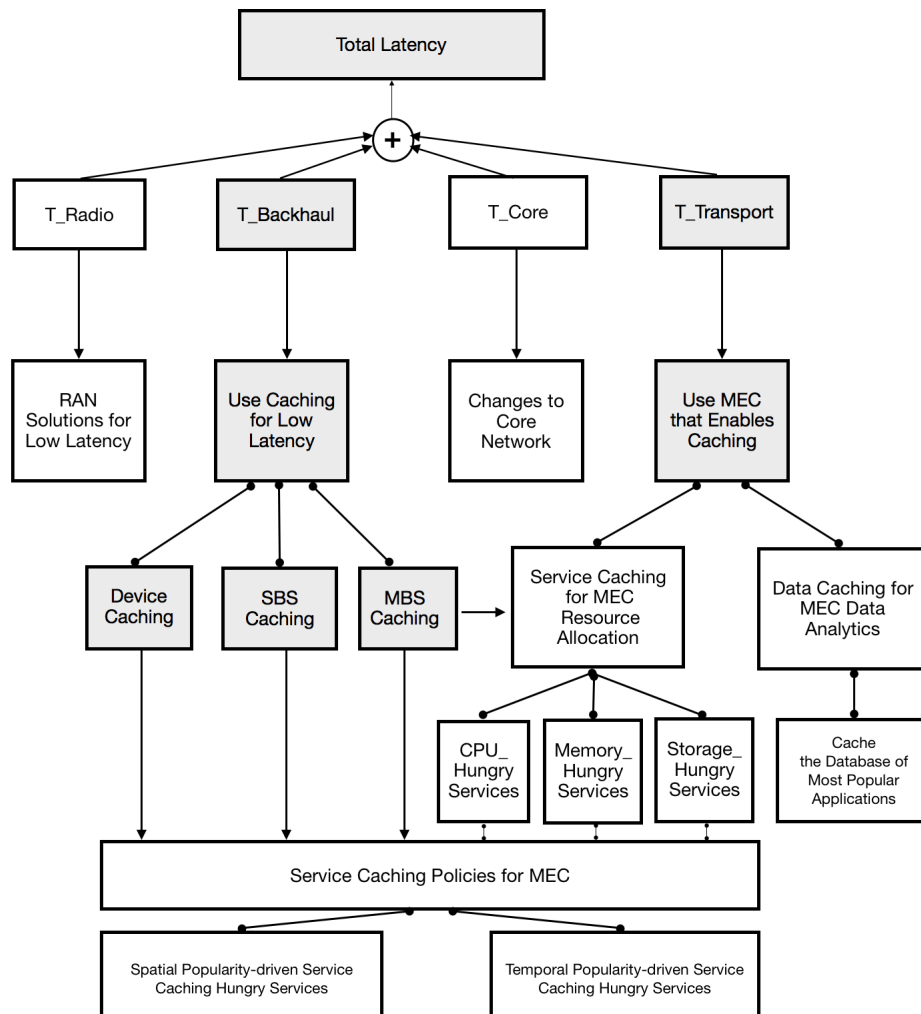 Total Latency
+
T_Radio
T_Backhaul
T_Core
T_Transport
RAN
Solutions for
Low Latency
Use Caching
for Low
Latency
Changes to
Core
Network
Use MEC
that Enables
Caching
Device
Caching
SBS
Caching
MBS
Caching
Service Caching
for MEC
Resource
Allocation
Data Caching for
MEC Data
Analytics
CPU_
Hungry
Services
Memory_
Hungry
Services
Storage_
Hungry
Services
Cache
the Database of
Most Popular
Applications
Service Caching Policies for MEC
Spatial Popularity-driven Service
Caching Hungry Services
Temporal Popularity-driven Service
Caching Hungry Services